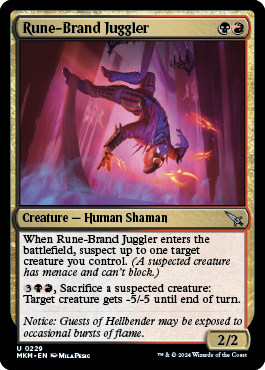 Rune-Brand Juggler
Creature — Human Shaman
When Rune-Brand Juggler enters the
battlefield, suspect up to one target
creature you control. (A suspected creature
has menace and can't block.)
3BR, Sacrifice a suspected creature:
Target creature gets -5/-5 until end of turn.
Notice: Guests of Hellbender may be exposed
to occasional bursts of flame.
2/2
U 0229
MKM • EN Mila Pesic
™ & © 2024 Wizards of the Coast